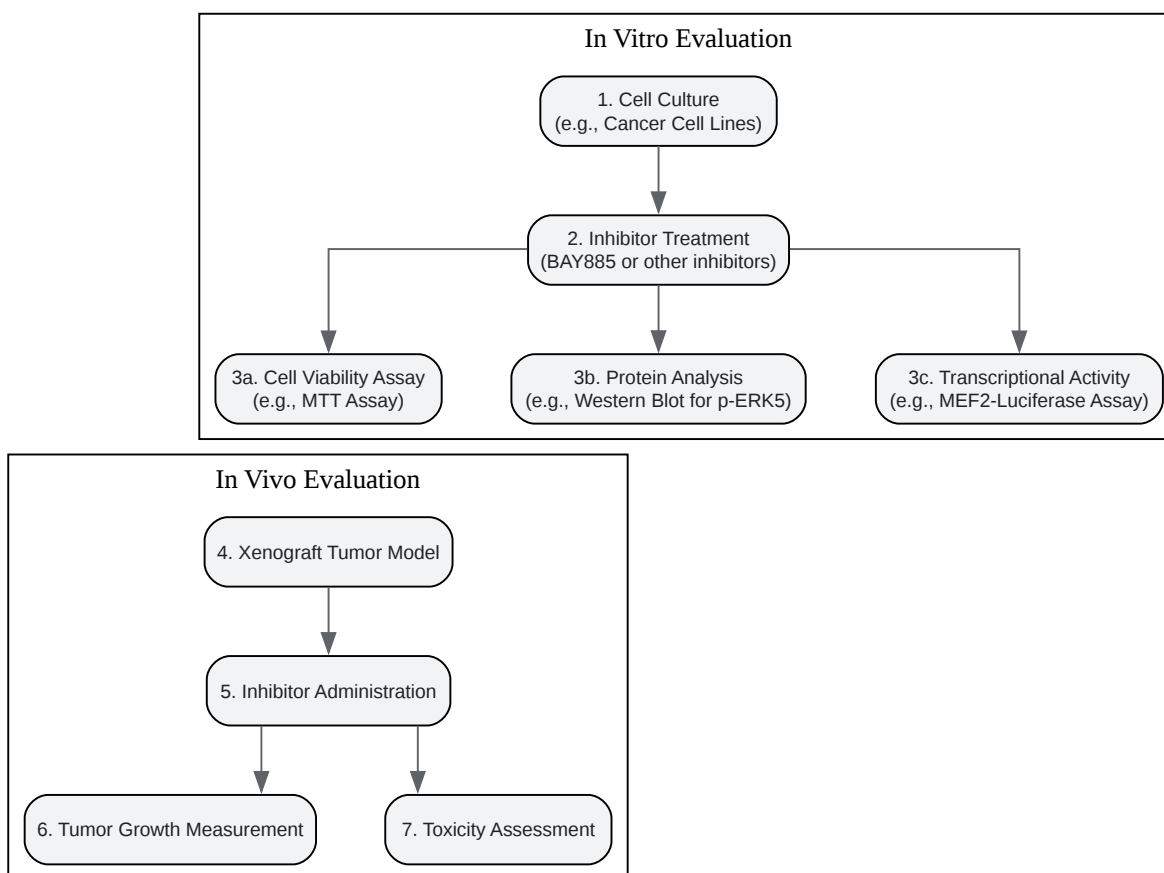 In Vitro Evaluation
1. Cell Culture
(e.g., Cancer Cell Lines)
2. Inhibitor Treatment
(BAY885 or other inhibitors)
3a. Cell Viability Assay
(e.g., MTT Assay)
3b. Protein Analysis
(e.g., Western Blot for p-ERK5)
3c. Transcriptional Activity
(e.g., MEF2-Luciferase Assay)
In Vivo Evaluation
4. Xenograft Tumor Model
5. Inhibitor Administration
6. Tumor Growth Measurement
7. Toxicity Assessment